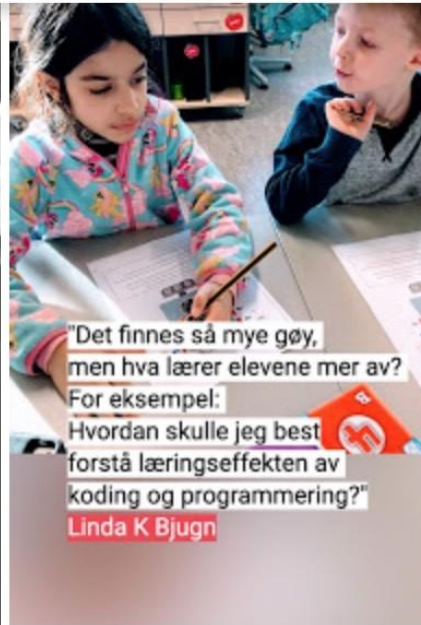 "Det finnes så mye gøy,
men hva lærer elevene mer av?
For eksempel:
Hvordan skulle jeg best
forstå læringseffekten av
koding og programmering?"
Linda K Bjugn